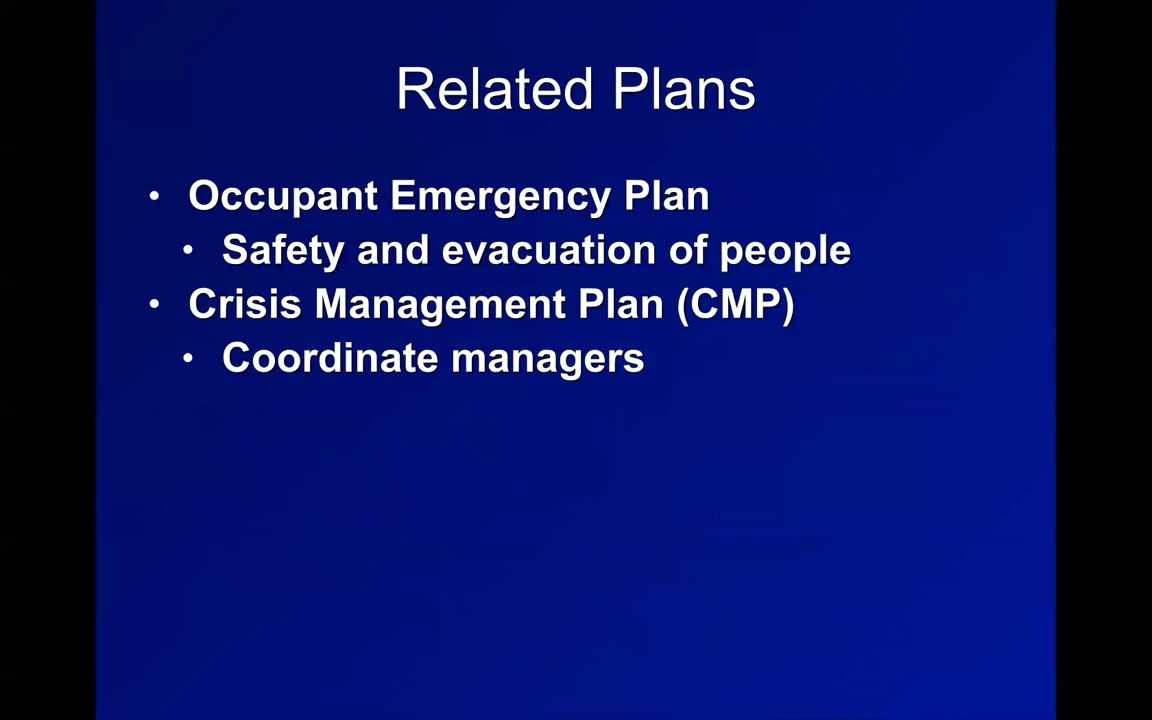 Related Plans
• Occupant Emergency Plan
• Safety and evacuation of people
• Crisis Management Plan (CMP)
• Coordinate managers